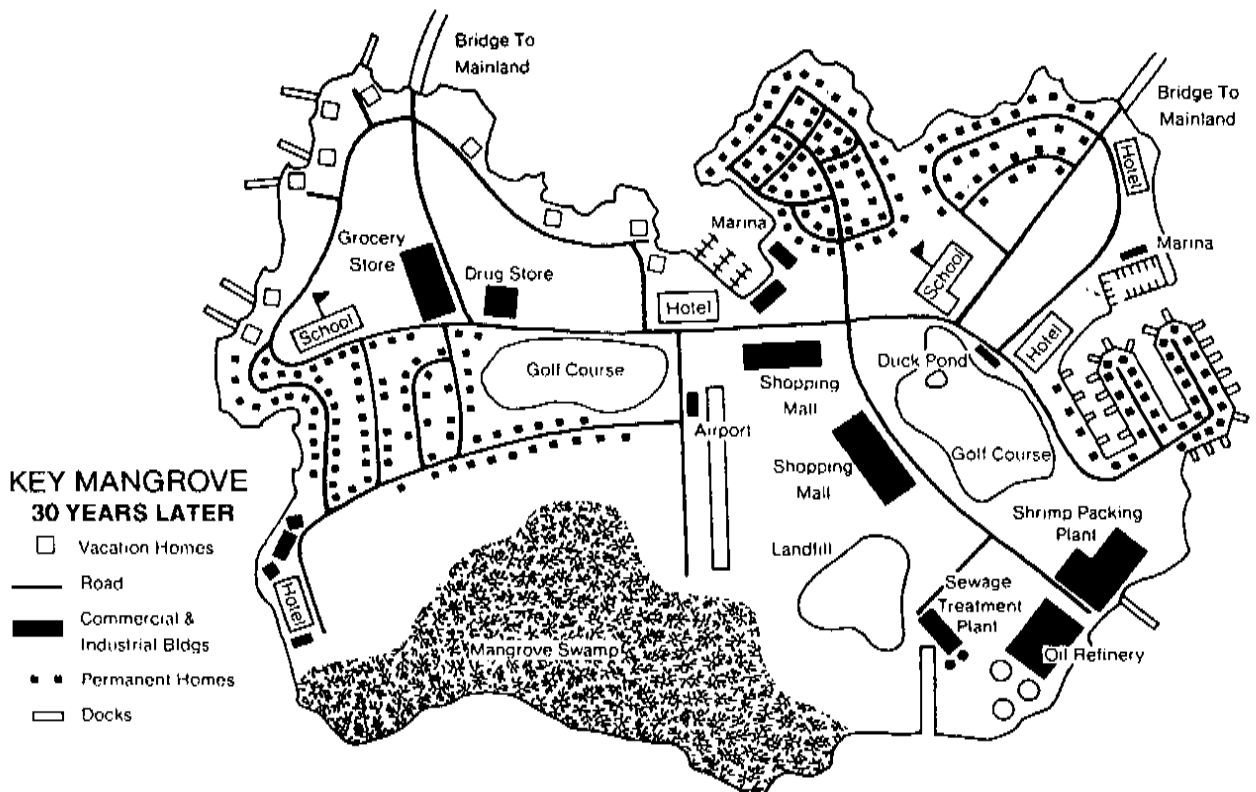 Bridge To
Mainland
Bridge To
Mainland
Hotel
Marina
Marina
Grocery
Store
Drug Store
School
Hotel
School
Hotel
Golf Course
Duck Pond
Shopping
Mall
Airport
Shopping
Mall
Golf Course
KEY MANGROVE
30 YEARS LATER
Vacation Homes
Road
Commercial &
Industrial Bldgs
Permanent Homes
Docks
Hotel
Shrimp Packing
Plant
Landfill
Sewage
Treatment
Plant
Mangrove Swamp
Oil Refinery